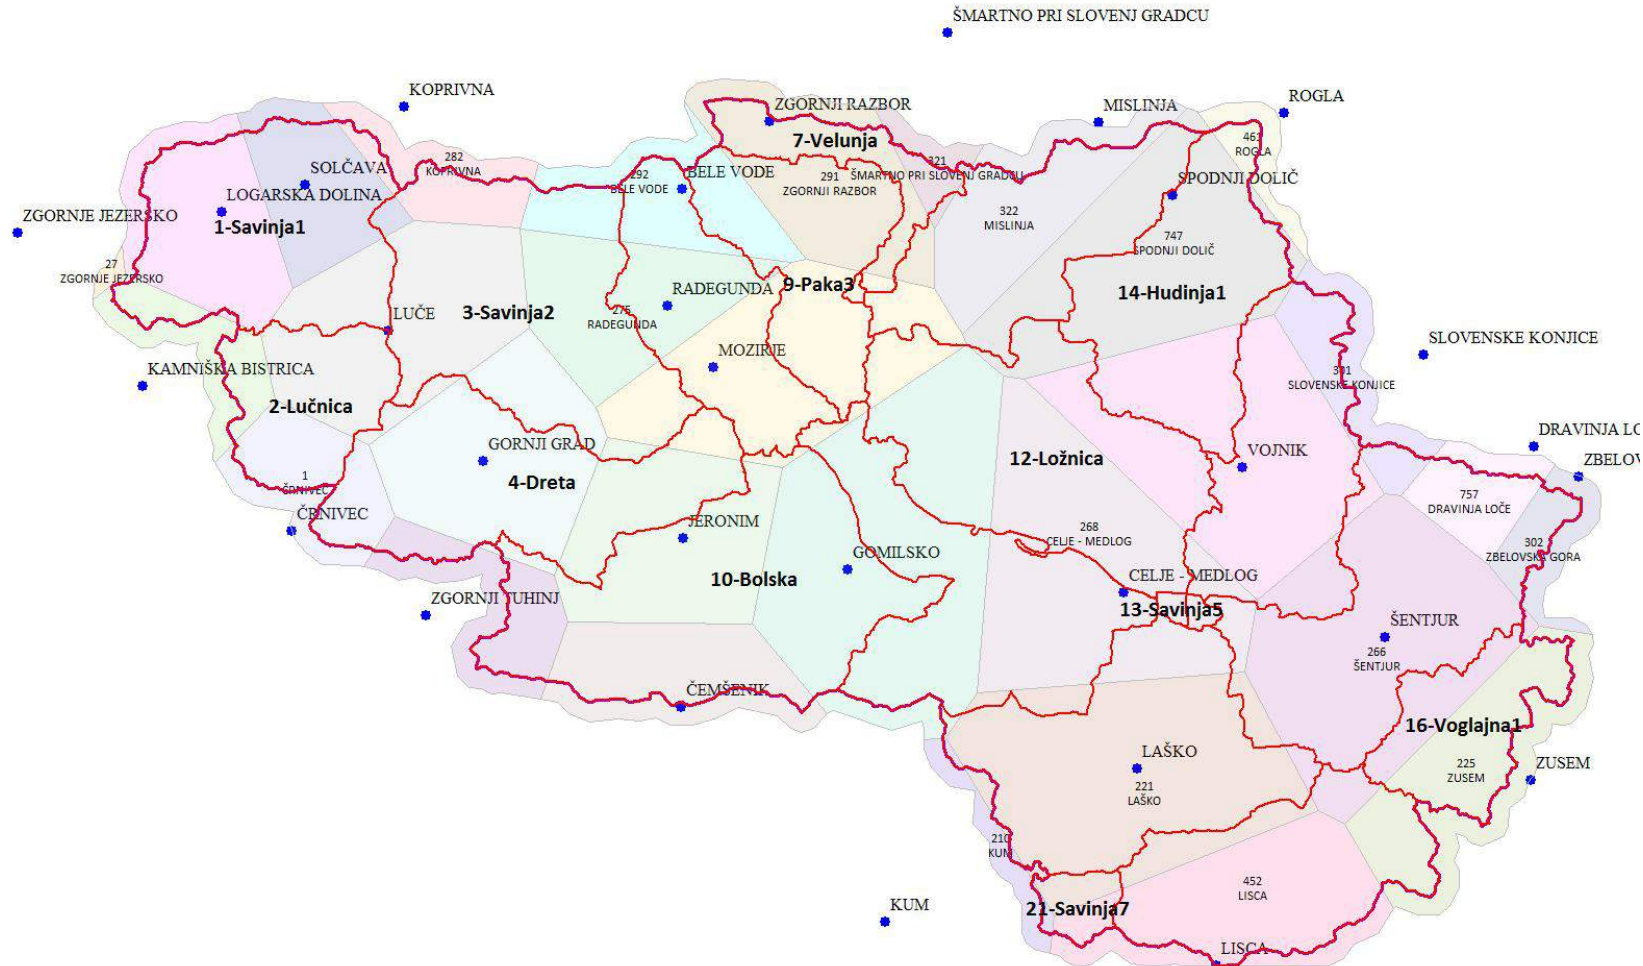 ŠMARTNO PRI SLOVENJ GRADCU
KOPRIVNA
ROGLA
ZGORNJI RAZBOR
MISLINJA
7-Velunja
461
ROGLA
282
KOPRIVNA
321
ŠMARTNO PRI SLOVENJ GRADCU
SOLČAVA
292
BELE VODE
BELE VODE
291
ZGORNJI RAZBOR
SPODNJI DOLIČ
LOGARSKA DOLINA
ZGORNJE JEZERSKO
1-Savinja1
322
MISLINJA
747
SPODNJI DOLIČ
27
ZGORNJE JEZERSKO
RADEGUNDA
9-Paka3
14-Hudinja1
LUČE
3-Savinja2
275
RADEGUNDA
SLOVENSKE KONJICE
MOZIRJE
KAMNIŠKA BISTRICA
301
SLOVENSKE KONJICE
2-Lučnica
GORNJI GRAD
DRAVINJA LO
12-Ložnica
VOJNIK
ZBELOV
4-Dreta
1
ČRNIVEC
757
DRAVINJA LOČE
ČRNIVEC
JERONIM
268
CELJE - MEDLOG
302
ZBELOVSKA GORA
GOMILSKO
10-Bolska
CELJE - MEDLOG
ZGORNJI TUHINJ
13-Savinja5
ŠENTJUR
266
ŠENTJUR
ČEMŠENIK
16-Voglajna1
LAŠKO
225
ZUSEM
ZUSEM
221
LAŠKO
210
KUM
452
LISCA
KUM
21-Savinja7
LISCA